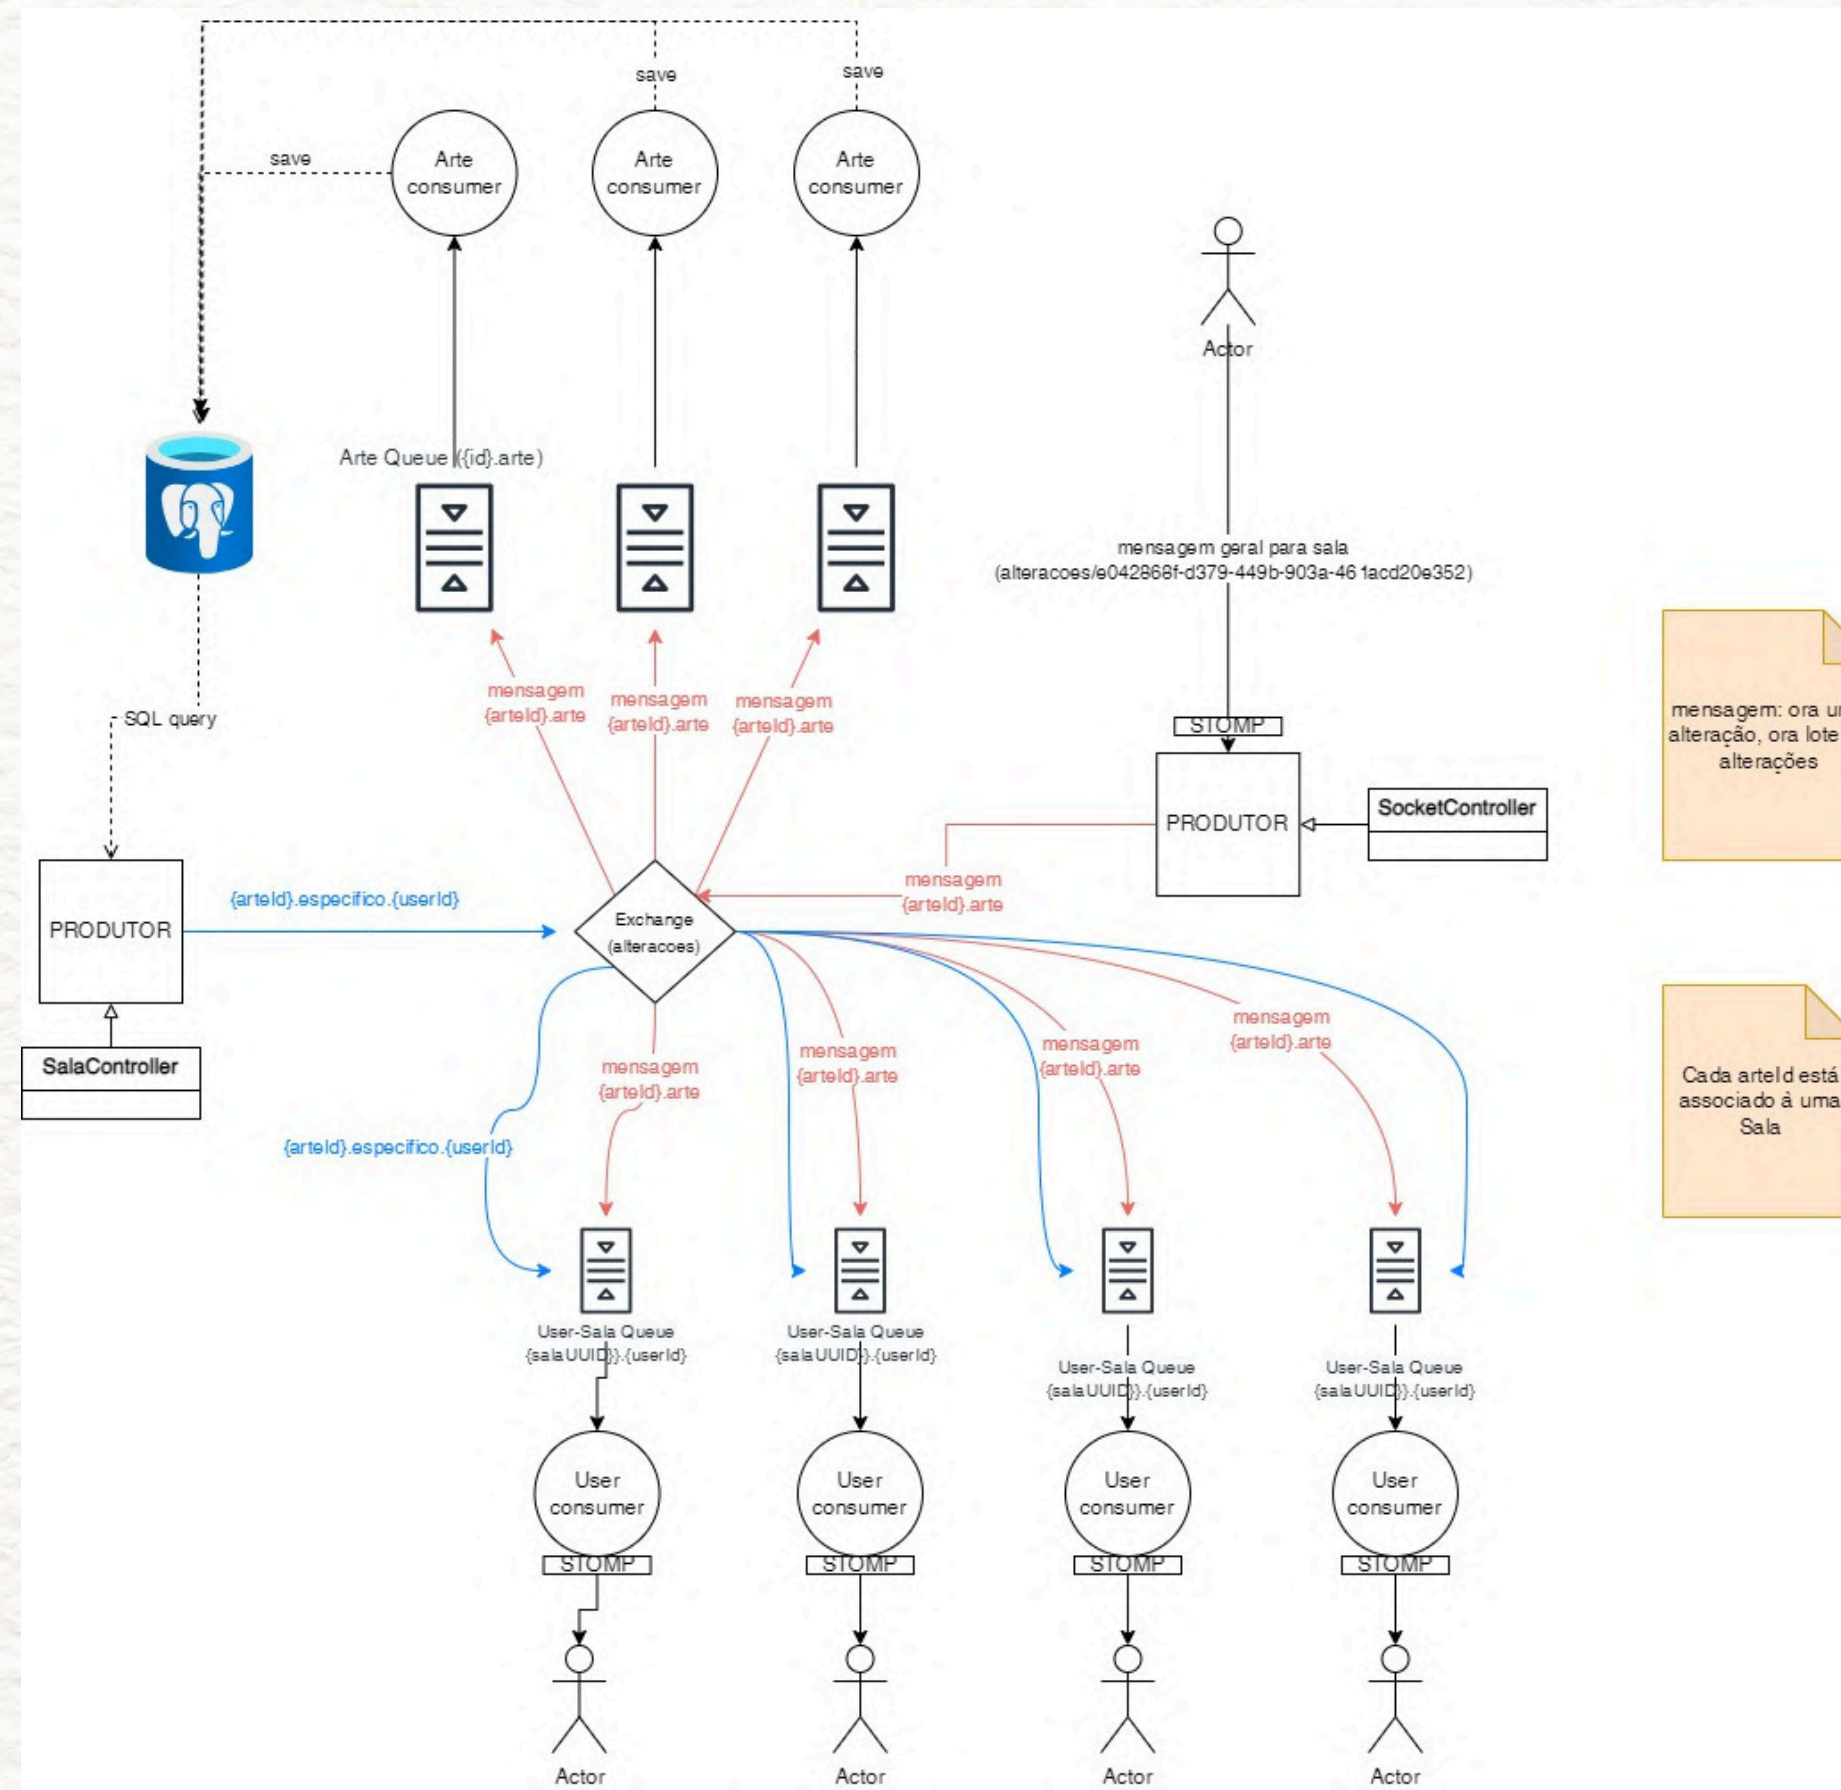 save
save
save
Arte
consumer
Arte
consumer
Arte
consumer
Actor
Arte Queue ({id}.arte)
mensagem geral para sala
(alteracoes/e042868f-d379-449b-903a-461acd20e352)
mensagem
{arteId}.arte
mensagem
{arteId}.arte
mensagem
{arteId}.arte
SQL query
STOMP
PRODUTOR
SocketController
mensagem: ora
alteração, ora lote
alterações
{arteId}.especifico.{userId}
PRODUTOR
Exchange
(alteracoes)
mensagem
{arteId}.arte
SalaController
mensagem
{arteId}.arte
mensagem
{arteId}.arte
mensagem
{arteId}.arte
mensagem
{arteId}.arte
Cada arteId está
associado à uma
Sala
{arteId}.especifico.{userId}
User-Sala Queue
{salaUUID}}.{userId}
User-Sala Queue
{salaUUID}}.{userId}
User-Sala Queue
{salaUUID}}.{userId}
User-Sala Queue
{salaUUID}}.{userId}
User
consumer
User
consumer
User
consumer
User
consumer
STOMP
STOMP
STOMP
STOMP
Actor
Actor
Actor
Actor